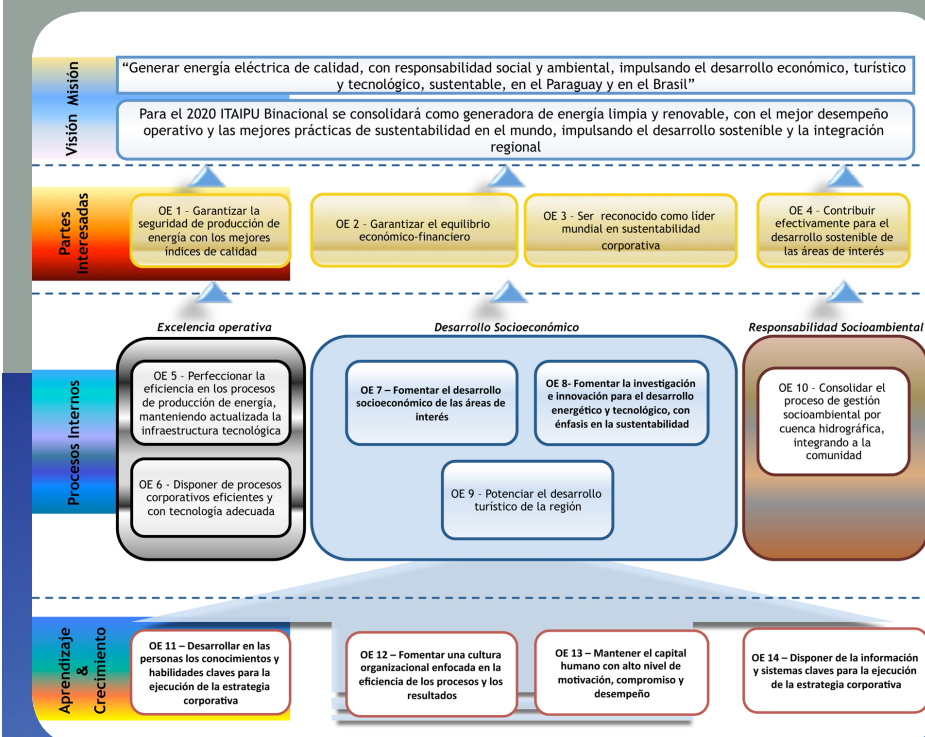 Visión Misión
“Generar energía eléctrica de calidad, con responsabilidad social y ambiental, impulsando el desarrollo económico, turístico
y tecnológico, sustentable, en el Paraguay y en el Brasil”
Para el 2020 ITAIPU Binacional se consolidará como generadora de energía limpia y renovable, con el mejor desempeño
operativo y las mejores prácticas de sustentabilidad en el mundo, impulsando el desarrollo sostenible y la integración
regional
Partes
Interesadas
OE 1 - Garantizar la
seguridad de producción de
energía con los mejores
índices de calidad
OE 2 - Garantizar el equilibrio
económico-financiero
OE 3 - Ser reconocido como líder
mundial en sustentabilidad
corporativa
OE 4 - Contribuir
efectivamente para el
desarrollo sostenible de
las áreas de interés
Procesos Internos
Excelencia operativa
OE 5 - Perfeccionar la
eficiencia en los procesos
de producción de energía,
manteniendo actualizada la
infraestructura tecnológica
OE 6 - Disponer de procesos
corporativos eficientes y
con tecnología adecuada
Desarrollo Socioeconómico
OE 7 – Fomentar el desarrollo
socioeconómico de las áreas de
interés
OE 8- Fomentar la investigación
e innovación para el desarrollo
energético y tecnológico, con
énfasis en la sustentabilidad
OE 9 - Potenciar el desarrollo
turístico de la región
Responsabilidad Socioambiental
OE 10 - Consolidar el
proceso de gestión
socioambiental por
cuenca hidrográfica,
integrando a la
comunidad
Aprendizaje
&
Crecimiento
OE 11 – Desarrollar en las
personas los conocimientos y
habilidades claves para la
ejecución de la estrategia
corporativa
OE 12 – Fomentar una cultura
organizacional enfocada en la
eficiencia de los procesos y los
resultados
OE 13 – Mantener el capital
humano con alto nivel de
motivación, compromiso y
desempeño
OE 14 – Disponer de la información
y sistemas claves para la ejecución
de la estrategia corporativa